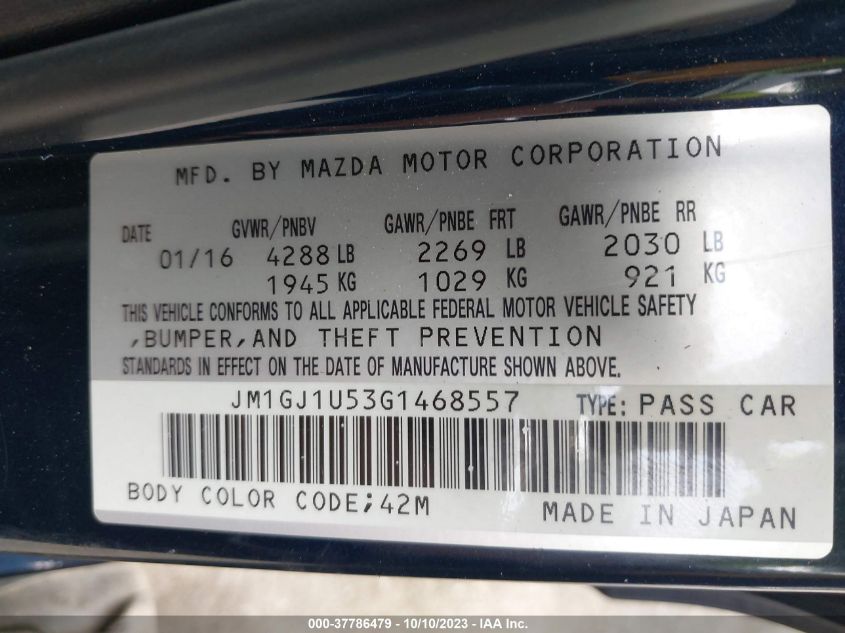 MFD. BY MAZDA MOTOR CORPORATION
DATE GVWR/PNBV GAWR/PNBE FRT GAWR/PNBE RR
01/16 4288 LB 2269 LB 2030 LB
1945 KG 1029 KG 921 KG
THIS VEHICLE CONFORMS TO ALL APPLICABLE FEDERAL MOTOR VEHICLE SAFETY
,BUMPER,AND THEFT PREVENTION
STANDARDS IN EFFECT ON THE DATE OF MANUFACTURE SHOWN ABOVE.
JM1GJ1U53G1468557 TYPE: PASS CAR
BODY COLOR CODE;42M MADE IN JAPAN
000-37786479 - 10/10/2023 - IAA Inc.